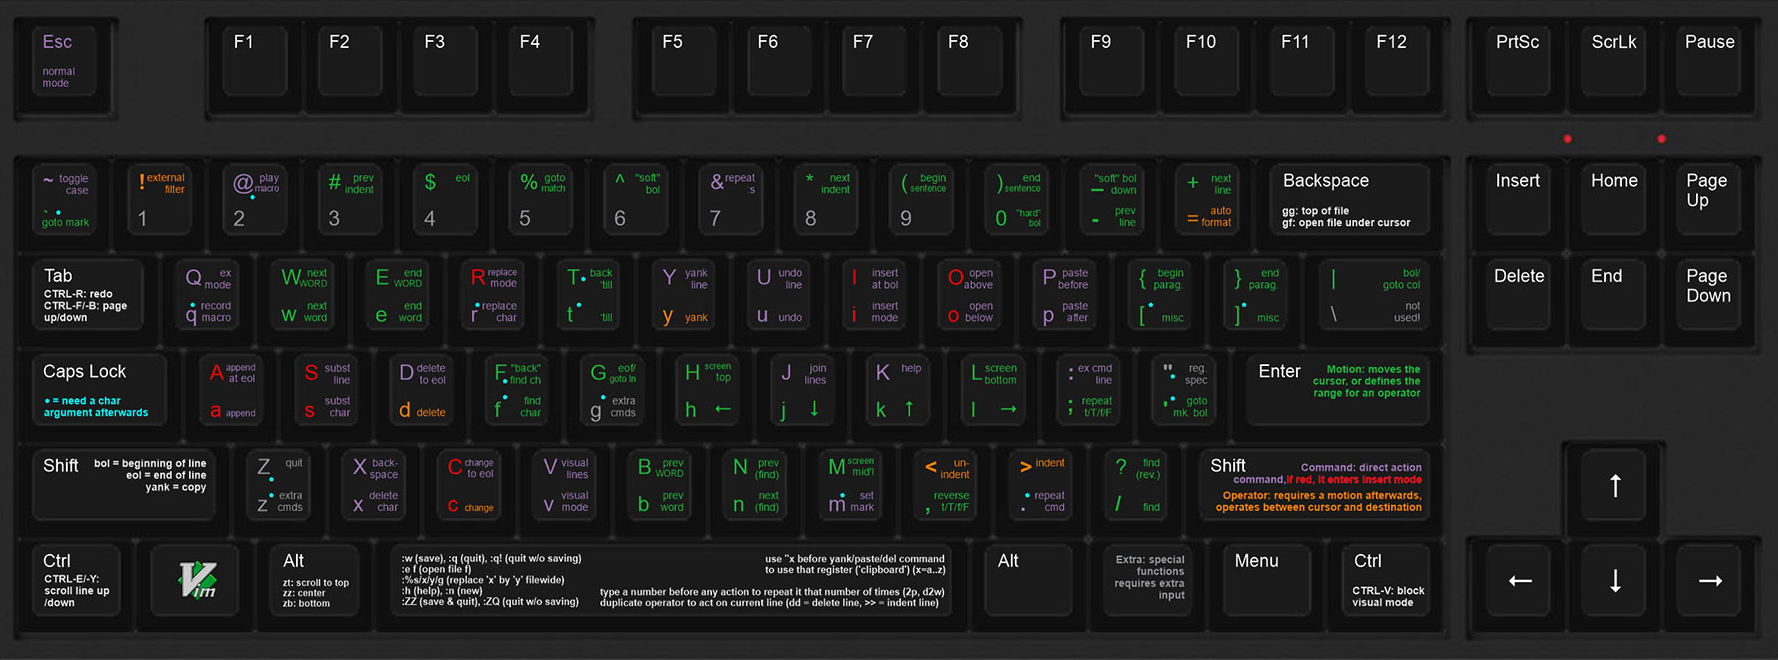 Esc
normal
mode
F1
F2
F3
F4
F5
F6
F7
F8
F9
F10
F11
F12
PrtSc
ScrLk
Pause
~ toggle
case
`
goto mark
! external
filter
1
@ play
macro
2
# prev
indent
3
$ eol
4
% goto
match
5
^ "soft"
bol
6
& repeat
:s
7
* next
indent
8
( begin
sentence
9
) end
sentence
0 "hard"
bol
"soft" bol
_ down
- prev
line
+ next
line
= auto
format
Backspace
gg: top of file
gf: open file under cursor
Insert
Home
Page
Up
Tab
CTRL-R: redo
CTRL-F/-B: page
up/down
Q ex
mode
q record
macro
W next
WORD
w next
word
E end
WORD
e end
word
R replace
mode
r replace
char
T back
'till
t 'till
Y yank
line
y yank
U undo
line
u undo
I insert
at bol
i insert
mode
O open
above
o open
below
P paste
before
p paste
after
{ begin
parag.
[ misc
} end
parag.
] misc
| bol/
goto col
\ not
used!
Delete
End
Page
Down
Caps Lock
• = need a char
argument afterwards
A append
at eol
a append
S subst
line
s subst
char
D delete
to eol
d delete
F "back"
find ch
f find
char
G eof/
goto ln
g extra
cmds
H screen
top
h ←
J join
lines
j ↓
K help
k ↑
L screen
bottom
l →
: ex cmd
line
; repeat
t/T/f/F
" reg.
spec
' goto
mk. bol
Enter
Motion: moves the
cursor, or defines the
range for an operator
Shift
bol = beginning of line
eol = end of line
yank = copy
Z quit
z extra
cmds
X back-
space
x delete
char
C change
to eol
c change
V visual
lines
v visual
mode
B prev
WORD
b prev
word
N prev
(find)
n next
(find)
M screen
mid'l
m set
mark
< un-
indent
, reverse
t/T/f/F
> indent
. repeat
cmd
? find
(rev.)
/ find
Shift
Command: direct action
command, if red, it enters insert mode
Operator: requires a motion afterwards,
operates between cursor and destination
↑
Ctrl
CTRL-E/-Y:
scroll line up
/down
Vim
Alt
zt: scroll to top
zz: center
zb: bottom
:w (save), :q (quit), :q! (quit w/o saving)
:e f (open file f)
:%s/x/y/g (replace 'x' by 'y' filewide)
:h (help), :n (new)
:ZZ (save & quit), :ZQ (quit w/o saving)
use "x before yank/paste/del command
to use that register ('clipboard') (x=a..z)
type a number before any action to repeat it that number of times (2p, d2w)
duplicate operator to act on current line (dd = delete line, >> = indent line)
Alt
Extra: special
functions
requires extra
input
Menu
Ctrl
CTRL-V: block
visual mode
←
↓
→